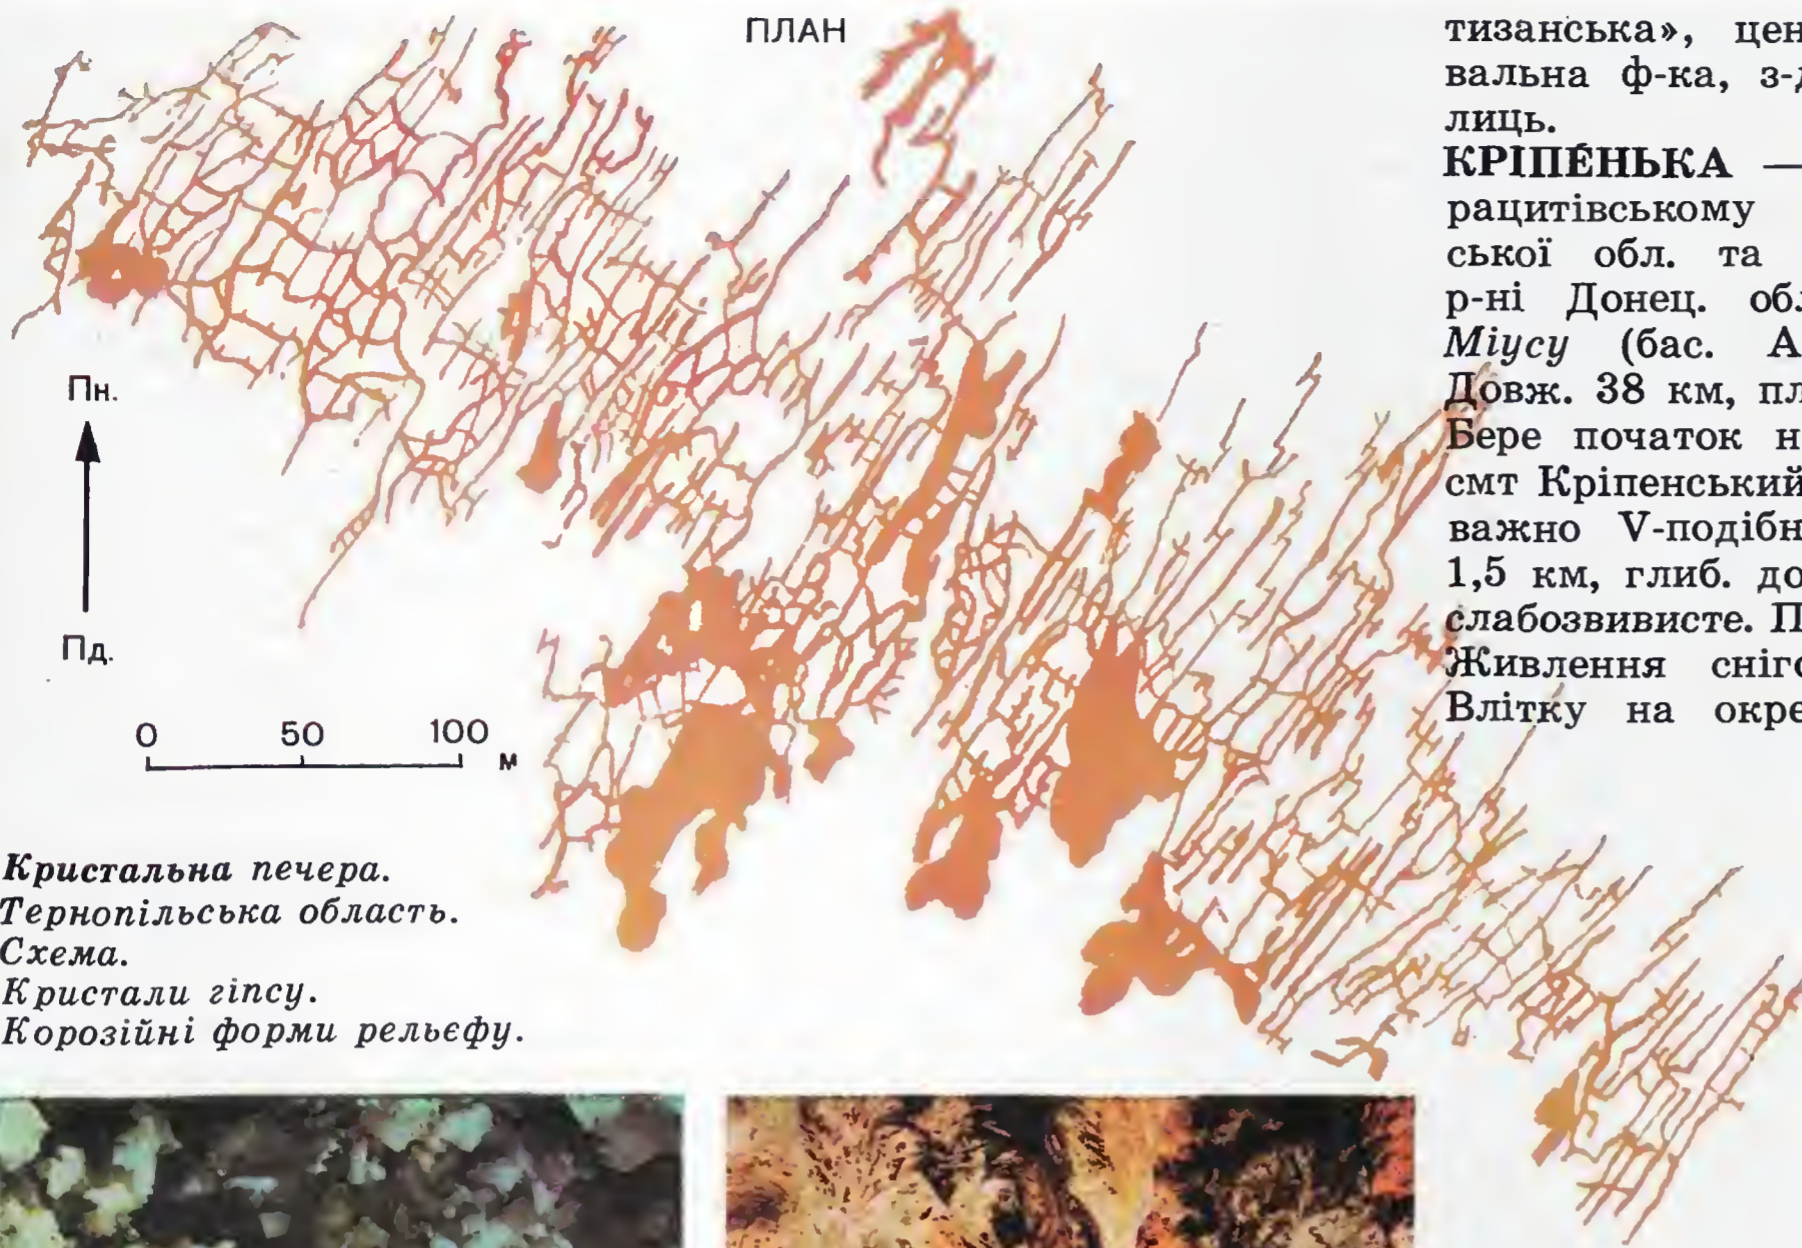 ПЛАН
Пн.
Пд.
0 50 100 м
Кристальна печера.
Тернопільська область.
Схема.
Кристали гіпсу.
Корозійні форми рельєфу.
тизанська», цен
вальна ф-ка, з-д
лиць.
КРІПЕ́НЬКА —
рацитівському
ської обл. та
р-ні Донец. обл
Міусу (бас. А
Довж. 38 км, пл
Бере початок н
смт Кріпенський
важно V-подібн
1,5 км, глиб. до
слабозвивисте. П
Живлення сніго
Влітку на окре